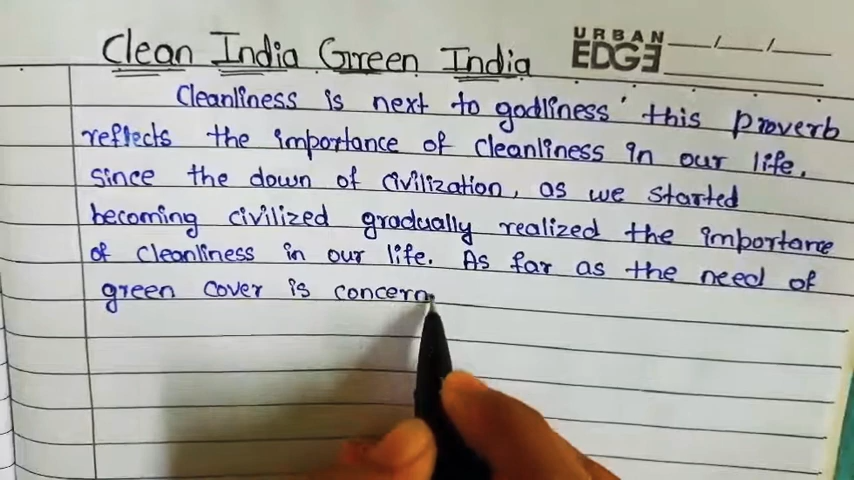 Clean India Green India
URBAN
EDGE
Cleanliness is next to godliness' this proverb
reflects the importance of cleanliness in our life.
since the down of civilization, as we started
becoming civilized gradually realized the importance
of cleanliness in our life. As far as the need of
green cover is concern